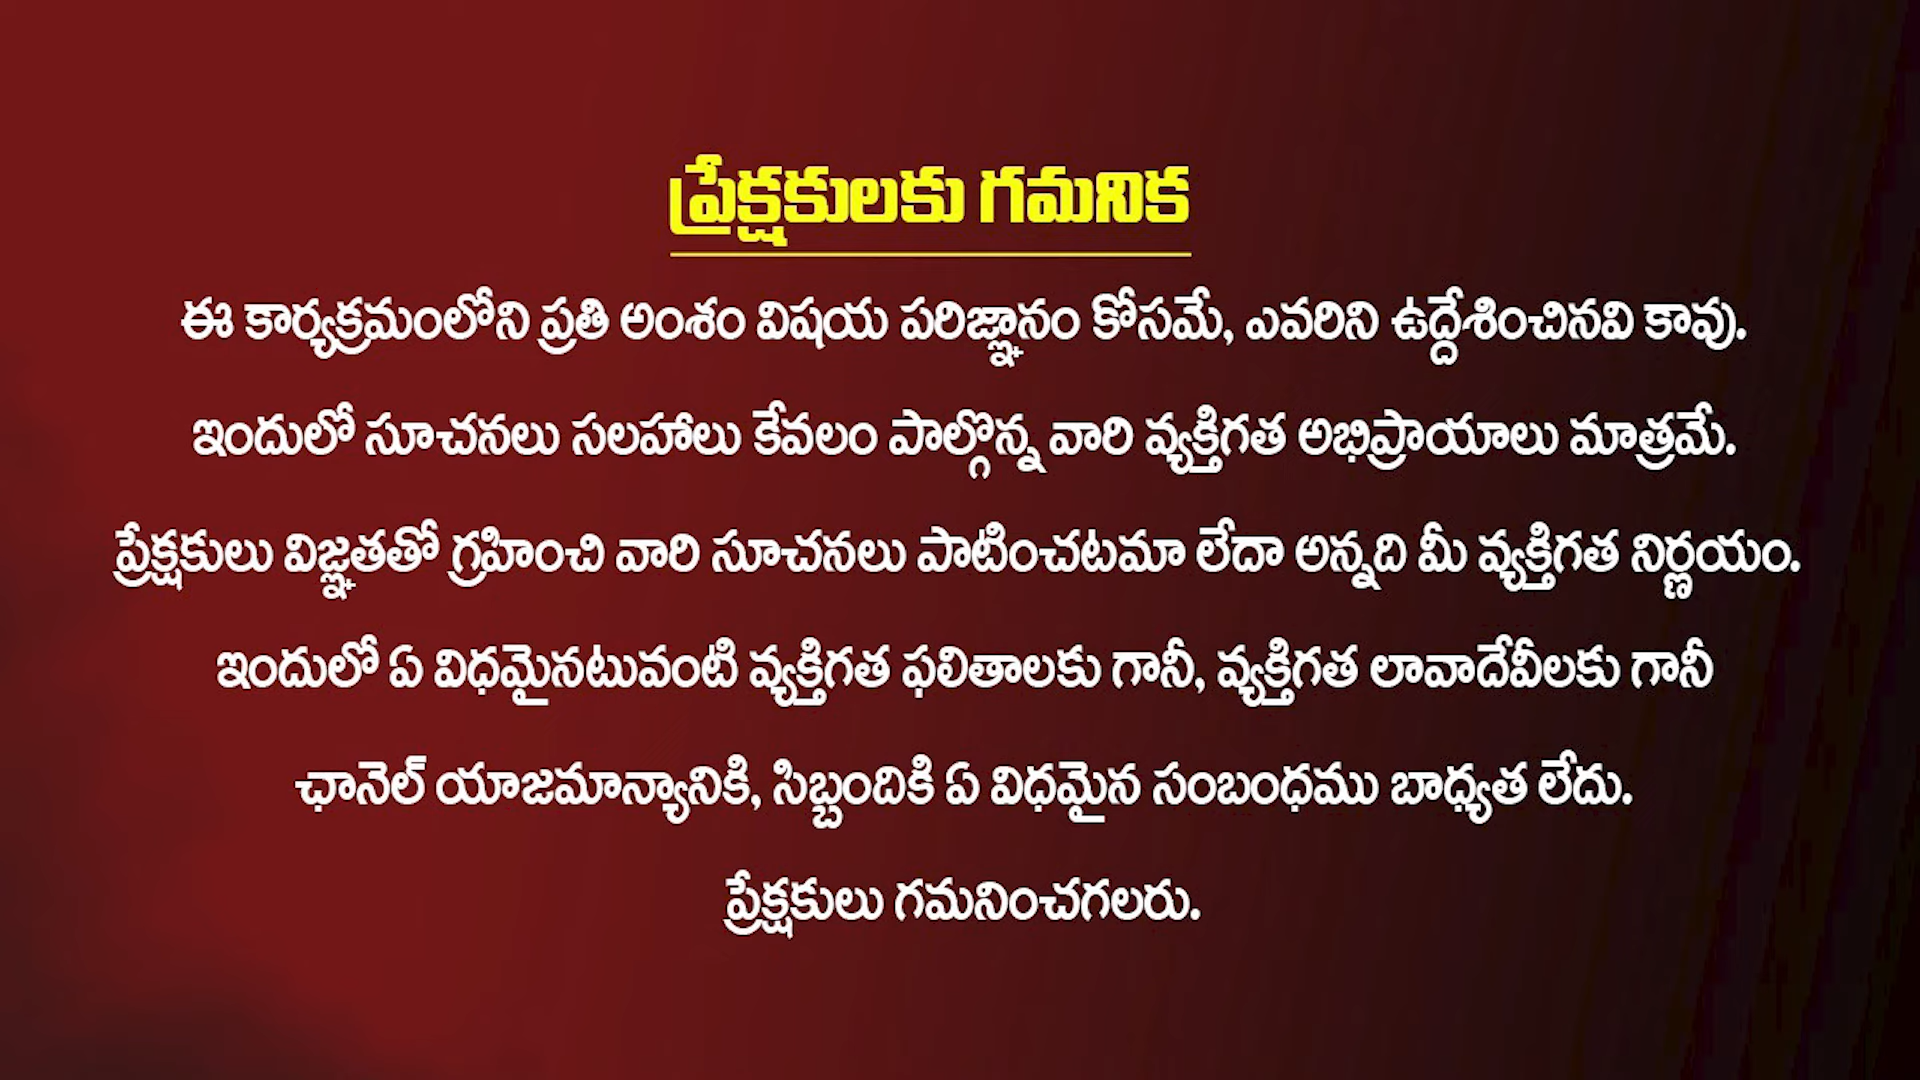 ప్రేక్షకులకు గమనిక
ఈ కార్యక్రమంలోని ప్రతి అంశం విషయ పరిజ్ఞానం కోసమే, ఎవరిని ఉద్దేశించినవి కావు.
ఇందులో సూచనలు సలహాలు కేవలం పాల్గొన్న వారి వ్యక్తిగత అభిప్రాయాలు మాత్రమే.
ప్రేక్షకులు విజ్ఞతతో గ్రహించి వారి సూచనలు పాటించటమా లేదా అన్నది మీ వ్యక్తిగత నిర్ణయం.
ఇందులో ఏ విధమైనటువంటి వ్యక్తిగత ఫలితాలకు గానీ, వ్యక్తిగత లావాదేవీలకు గానీ
ఛానెల్ యాజమాన్యానికి, సిబ్బందికి ఏ విధమైన సంబంధము బాధ్యత లేదు.
ప్రేక్షకులు గమనించగలరు.